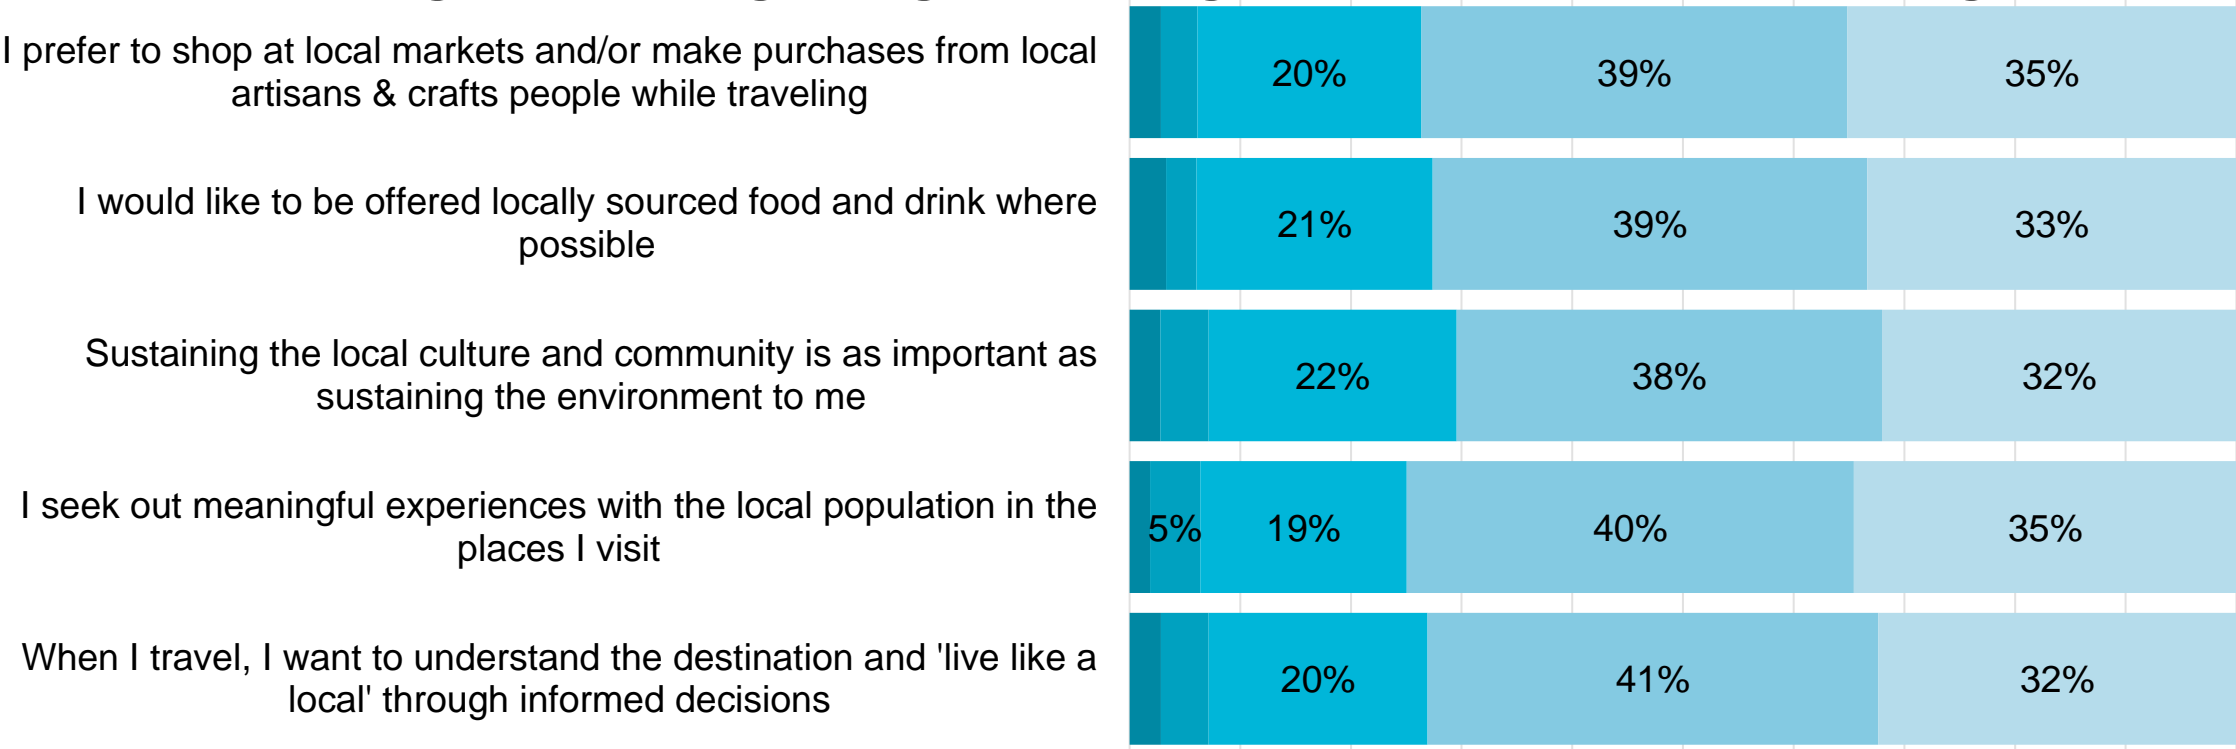 I prefer to shop at local markets and/or make purchases from local
artisans & crafts people while traveling
20% 39% 35%
I would like to be offered locally sourced food and drink where
possible
21% 39% 33%
Sustaining the local culture and community is as important as
sustaining the environment to me
22% 38% 32%
I seek out meaningful experiences with the local population in the
places I visit
5% 19% 40% 35%
When I travel, I want to understand the destination and 'live like a
local' through informed decisions
20% 41% 32%